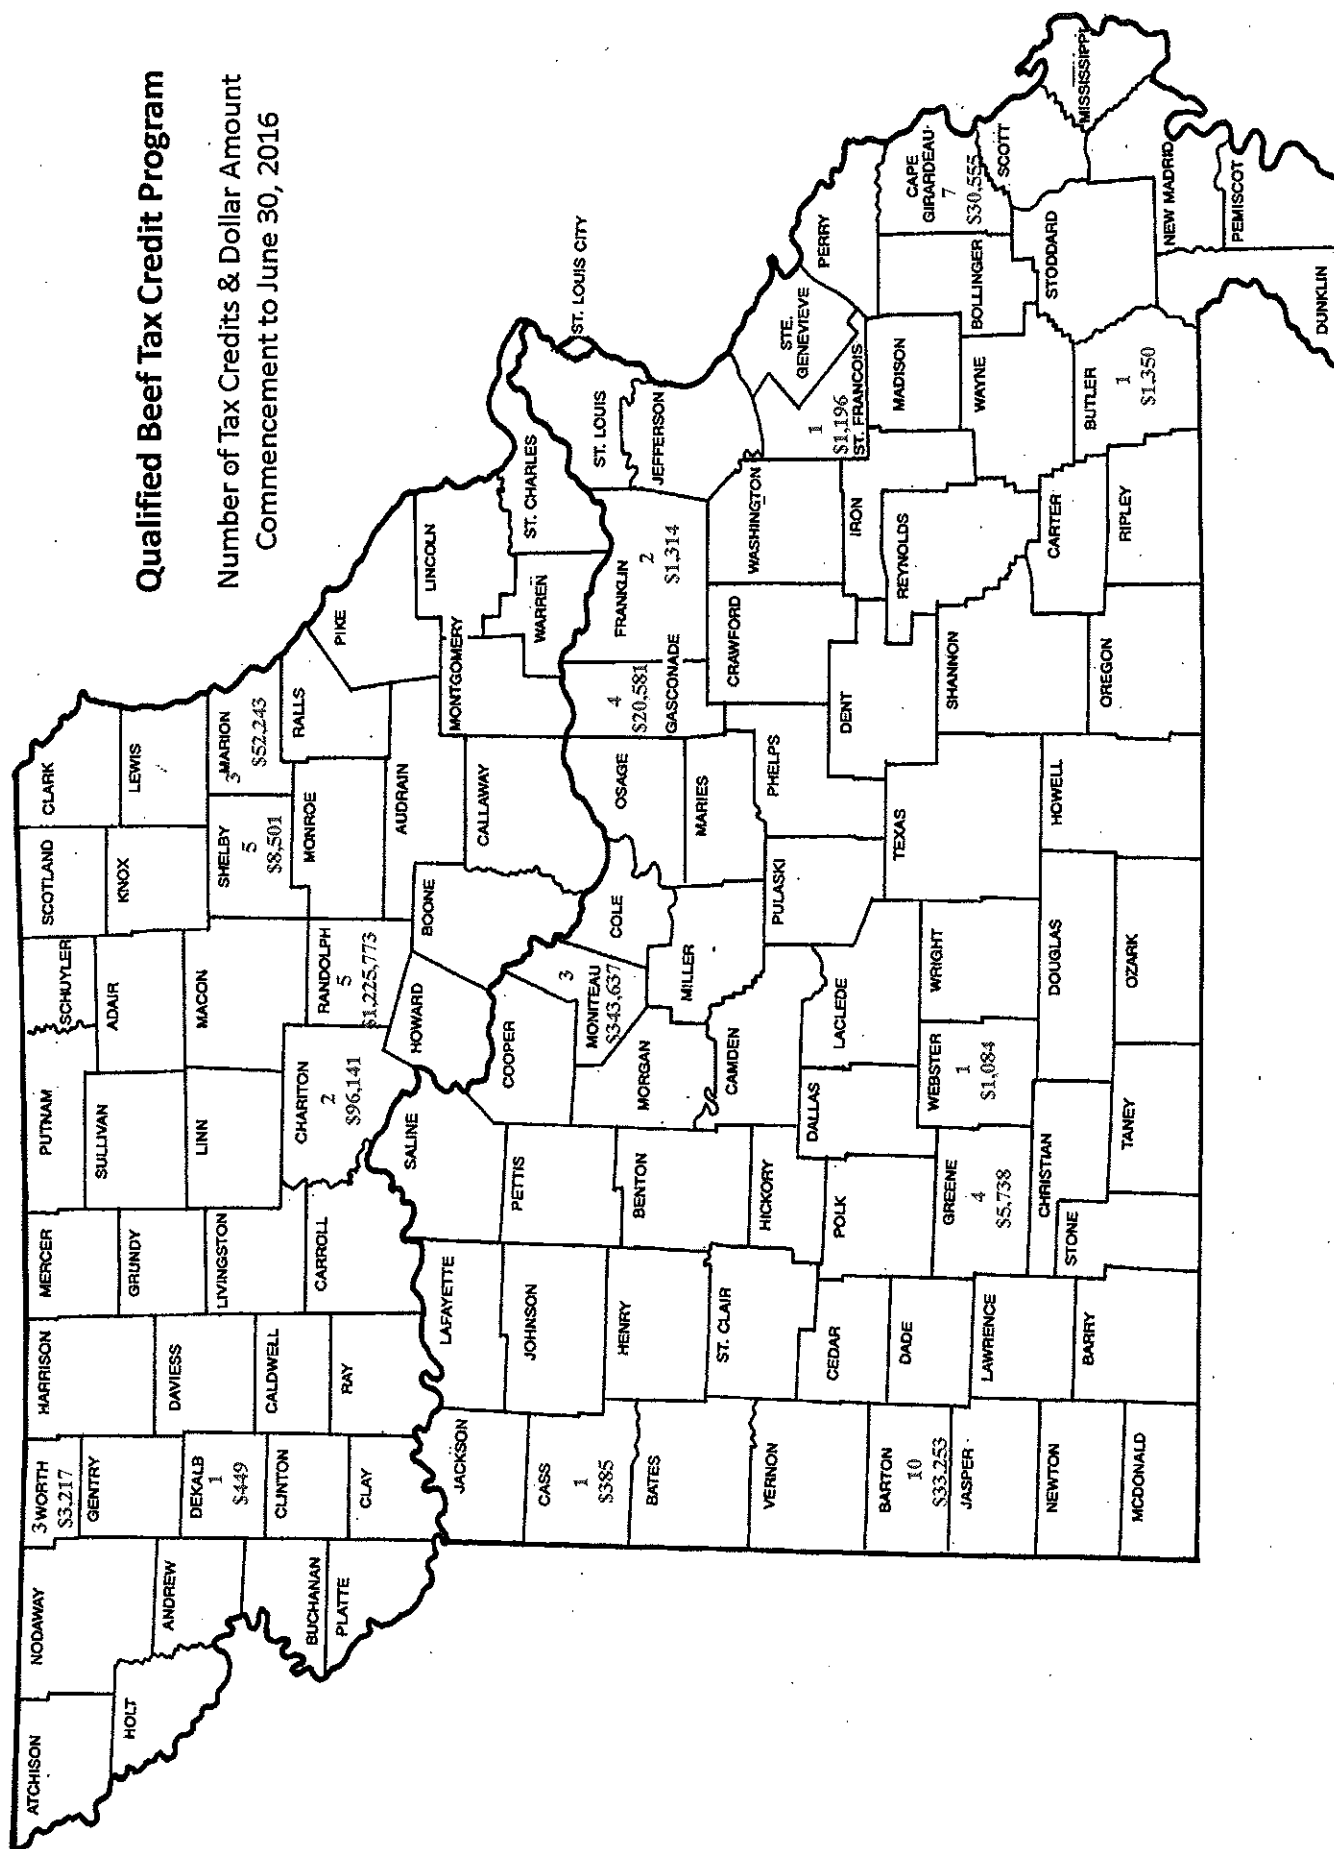 Qualified Beef Tax Credit Program
Number of Tax Credits & Dollar Amount
Commencement to June 30, 2016
ATCHISON
NODAWAY
HOLT
ANDREW
BUCHANAN
PLATTE
3 WORTH
$3,217
GENTRY
DEKALB
1
$449
CLINTON
CLAY
HARRISON
DAVIESS
CALDWELL
RAY
MERCER
GRUNDY
LIVINGSTON
CARROLL
PUTNAM
SULLIVAN
LINN
CHARITON
2
$96,141
SCHUYLER
ADAIR
MACON
RANDOLPH
5
$1,225,773
HOWARD
SCOTLAND
KNOX
SHELBY
5
$8,501
MONROE
CLARK
LEWIS
3 MARION
$52,243
RALLS
PIKE
AUDRAIN
BOONE
CALLAWAY
MONTGOMERY
LINCOLN
WARREN
ST. CHARLES
ST. LOUIS
ST. LOUIS CITY
JEFFERSON
FRANKLIN
2
$1,314
4
$20,581
GASCONADE
OSAGE
MARIES
COLE
3
MONITEAU
$343,637
MILLER
COOPER
MORGAN
CAMDEN
SALINE
PETTIS
BENTON
HICKORY
LAFAYETTE
JOHNSON
HENRY
ST. CLAIR
JACKSON
CASS
1
$385
BATES
VERNON
BARTON
10
$33,253
JASPER
NEWTON
MCDONALD
CEDAR
DADE
LAWRENCE
BARRY
POLK
GREENE
4
$5,738
CHRISTIAN
STONE
TANEY
DALLAS
WEBSTER
1
$1,084
LACLEDE
WRIGHT
DOUGLAS
OZARK
PULASKI
PHELPS
TEXAS
HOWELL
DENT
SHANNON
OREGON
CRAWFORD
WASHINGTON
IRON
REYNOLDS
CARTER
RIPLEY
1
$1,196
ST. FRANCOIS
STE.
GENEVIEVE
PERRY
MADISON
WAYNE
BUTLER
1
$1,350
BOLLINGER
CAPE
GIRARDEAU
7
$30,555
SCOTT
STODDARD
MISSISSIPPI
NEW MADRID
PEMISCOT
DUNKLIN